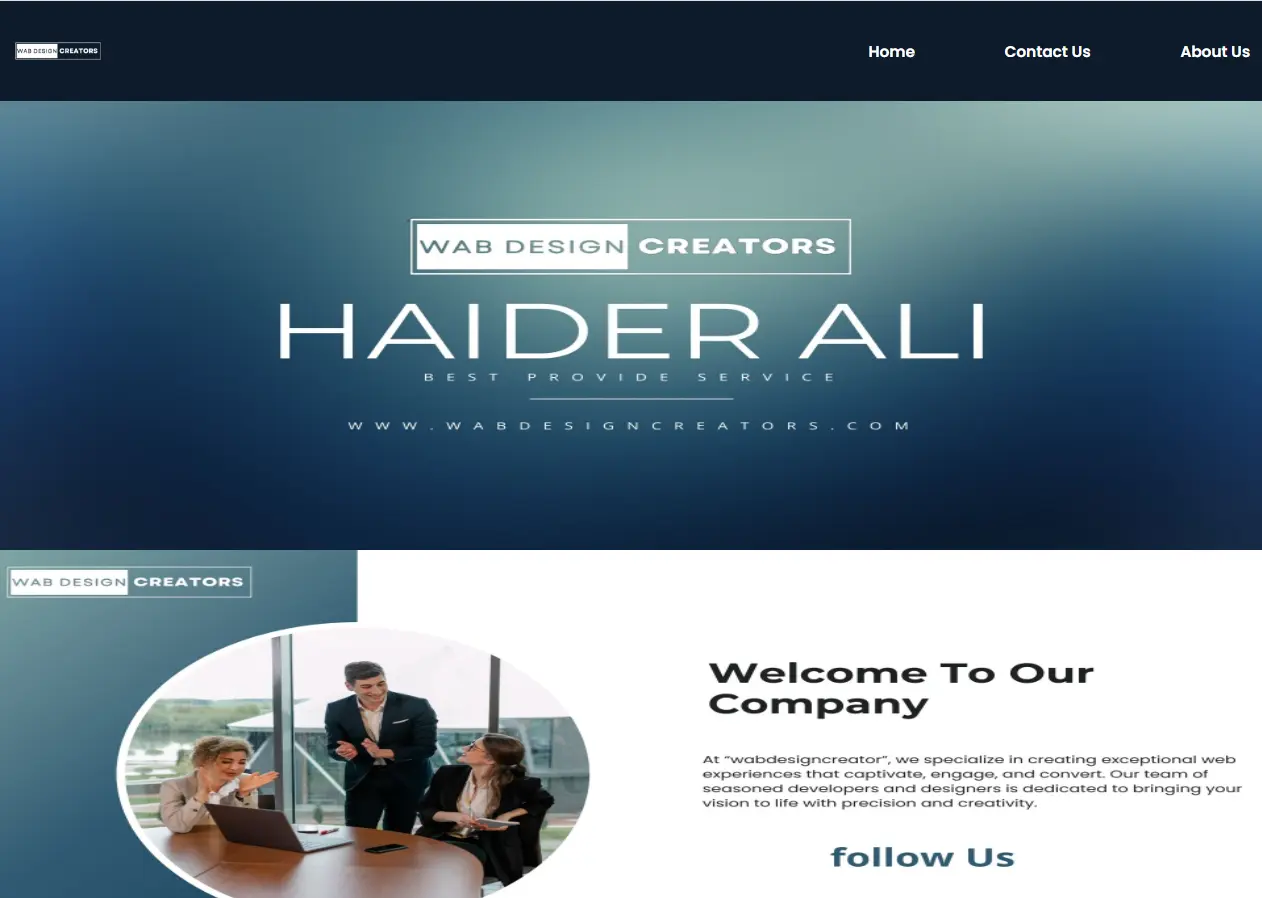 WAB DESIGN CREATORS
Home Contact Us About Us
WAB DESIGN CREATORS
HAIDER ALI
BEST PROVIDE SERVICE
WWW.WABDESIGNCREATORS.COM
WAB DESIGN CREATORS
Welcome To Our
Company
At “wabdesigncreator”, we specialize in creating exceptional web
experiences that captivate, engage, and convert. Our team of
seasoned developers and designers is dedicated to bringing your
vision to life with precision and creativity.
follow Us